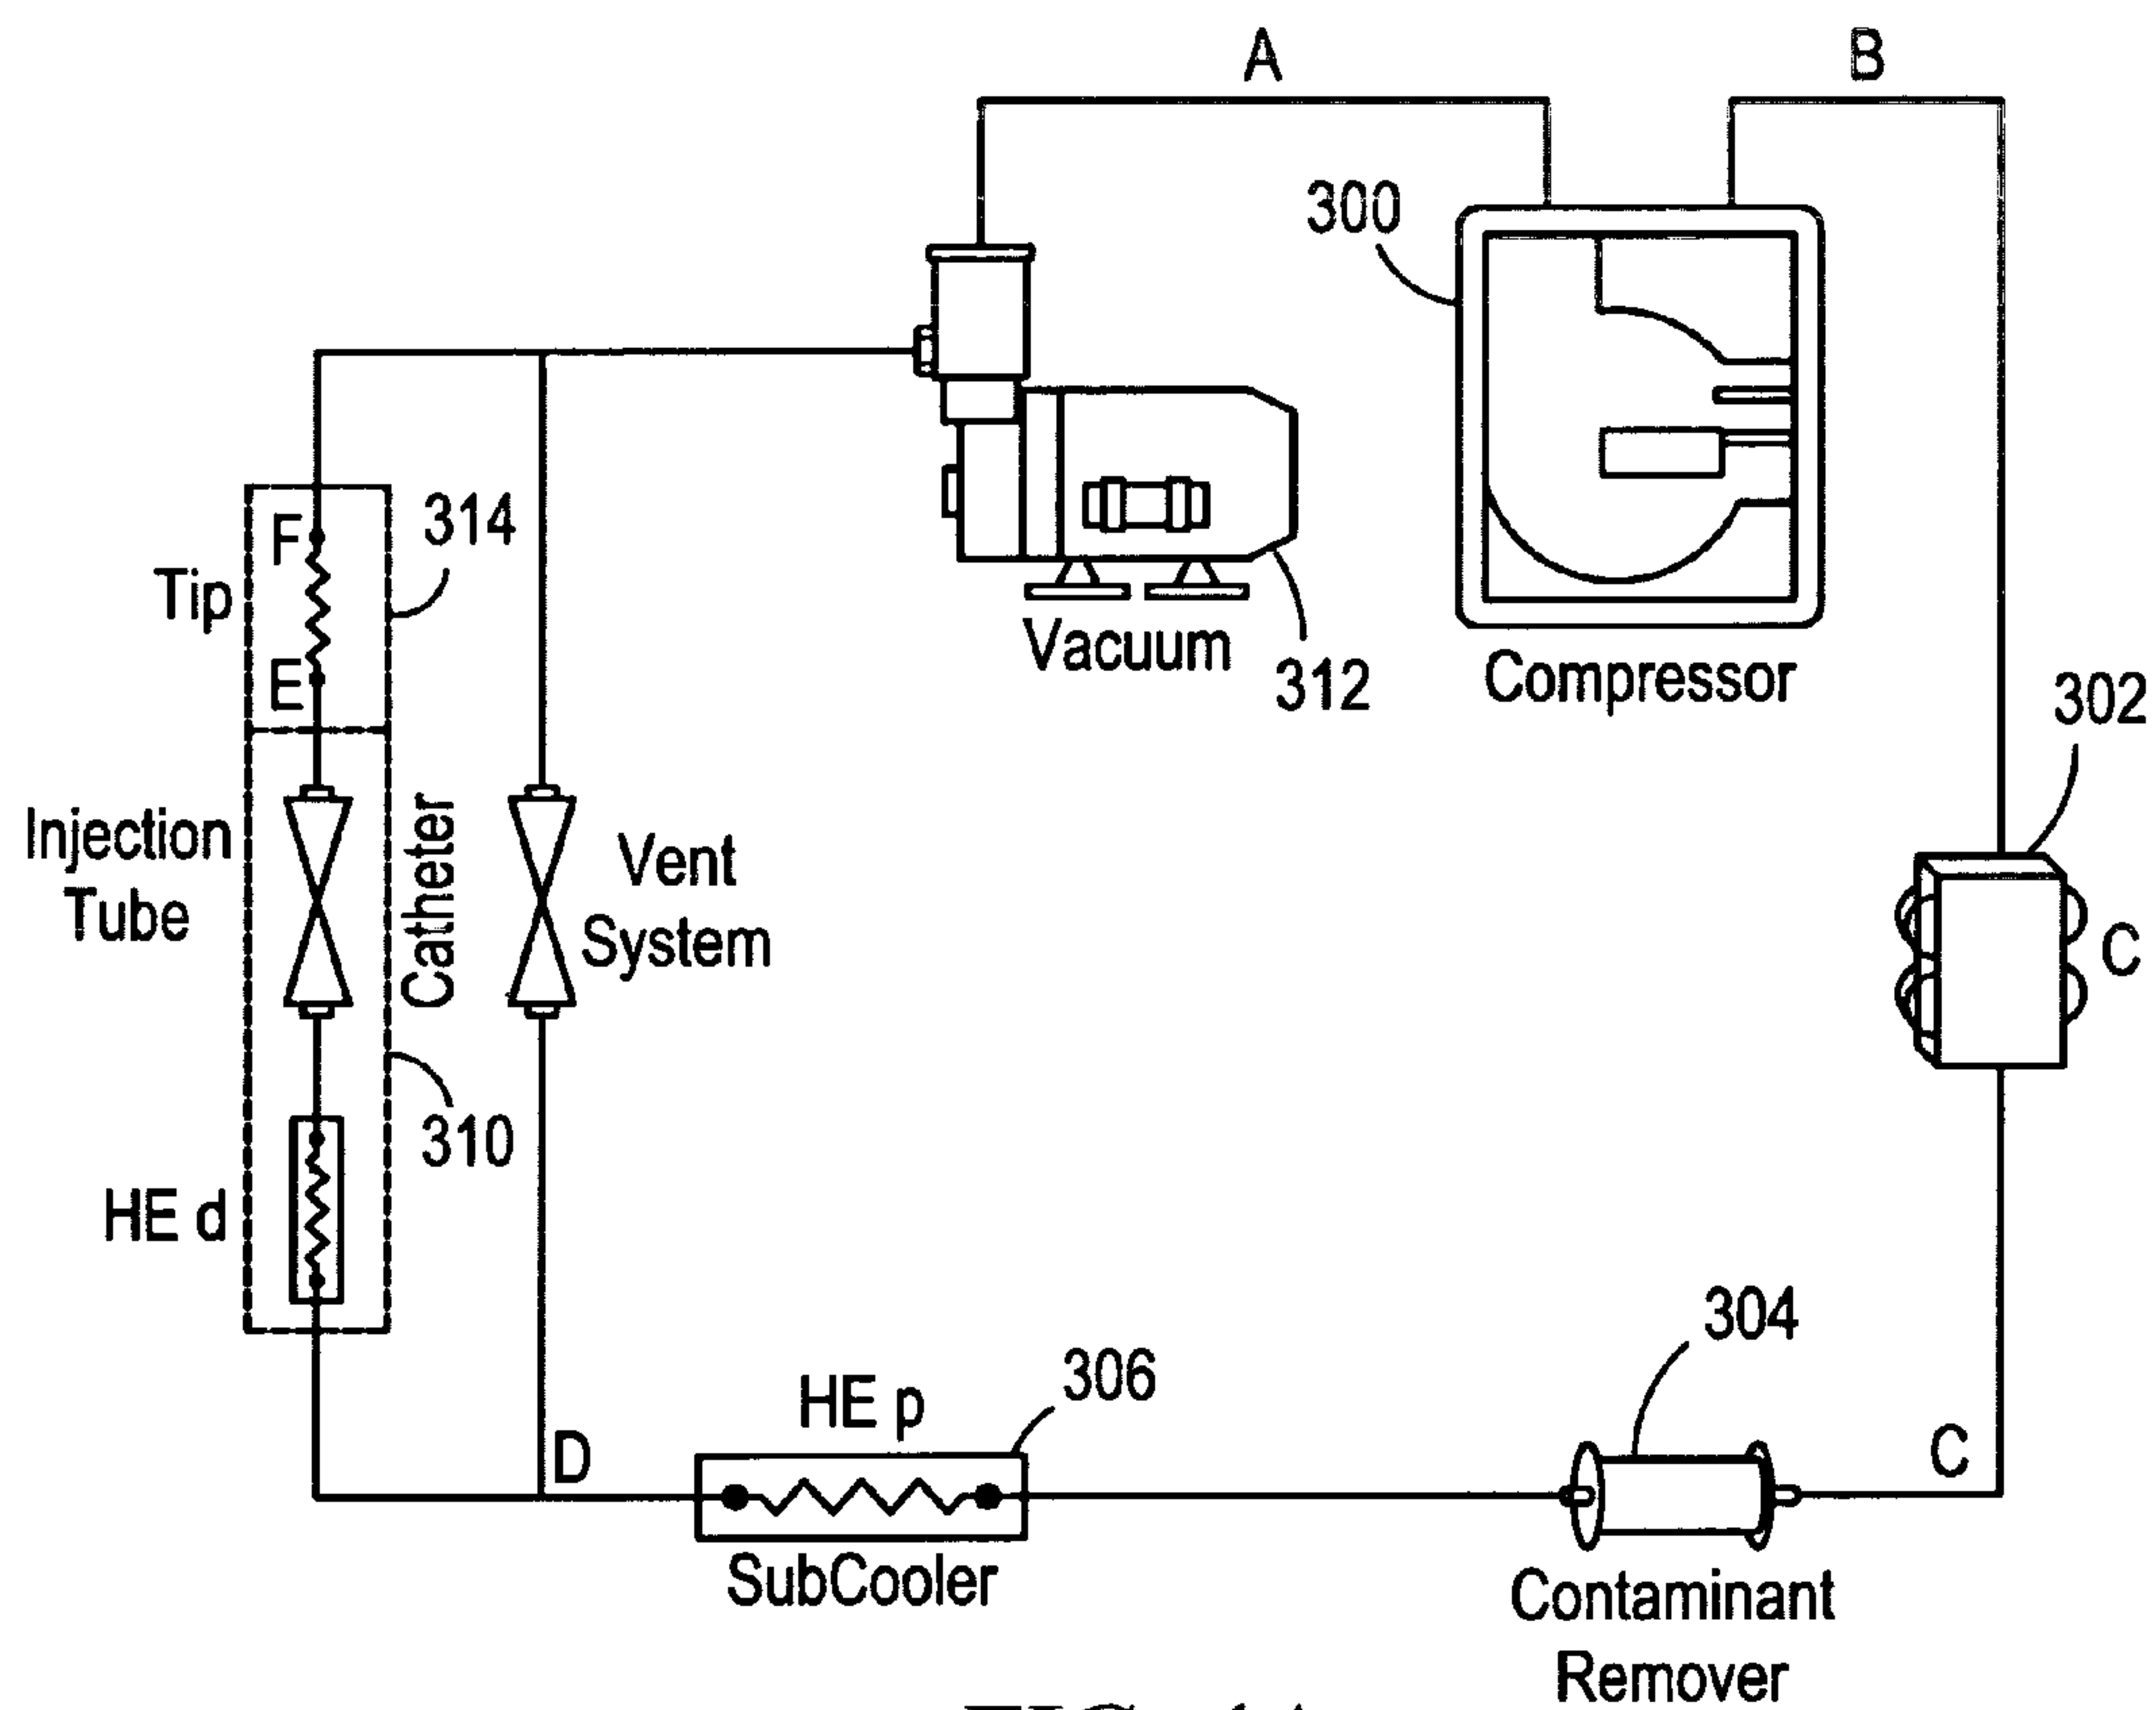 A
B
300
F
314
Tip
E
Vacuum
312
Compressor
302
Injection
Tube
Catheter
Vent
System
C
310
HE d
304
HE p
306
D
C
SubCooler
Contaminant
Remover